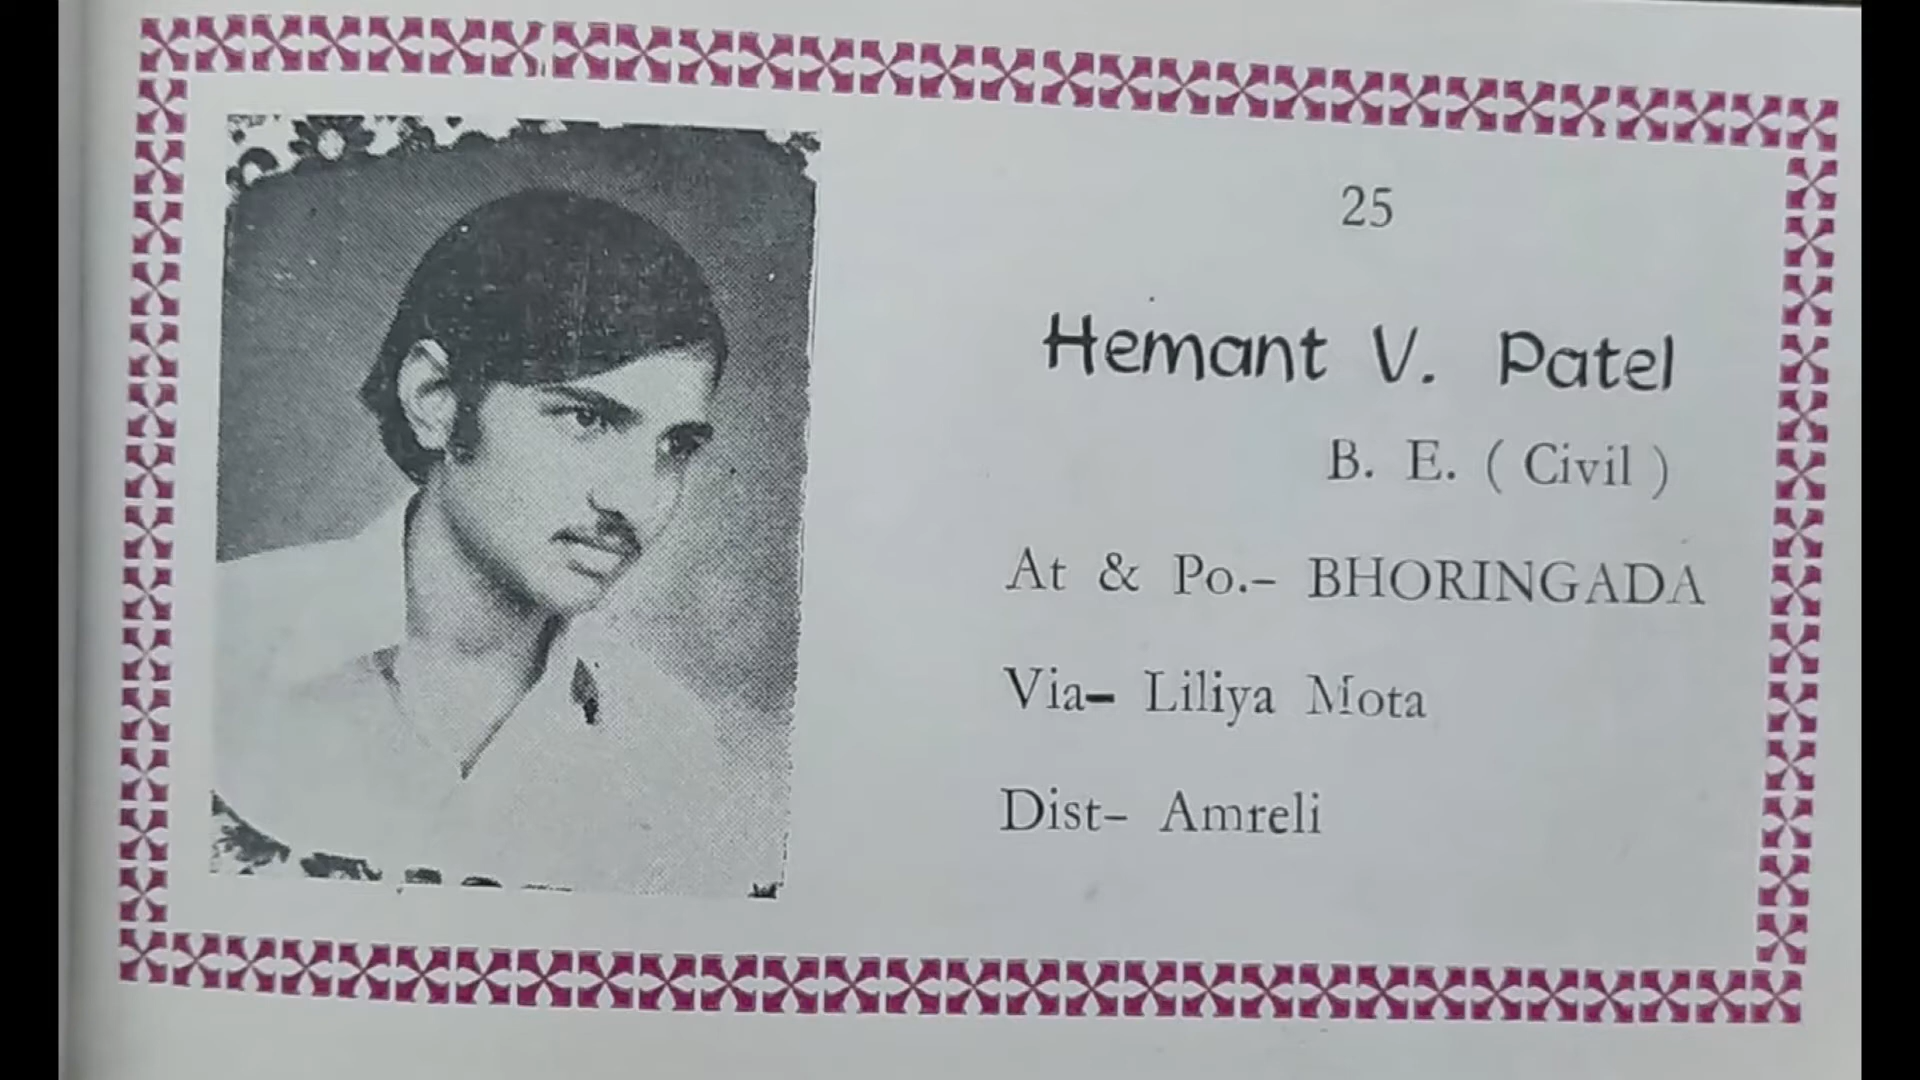 25
Hemant V. Patel
B. E. ( Civil )
At & Po.- BHORINGADA
Via- Liliya Mota
Dist- Amreli